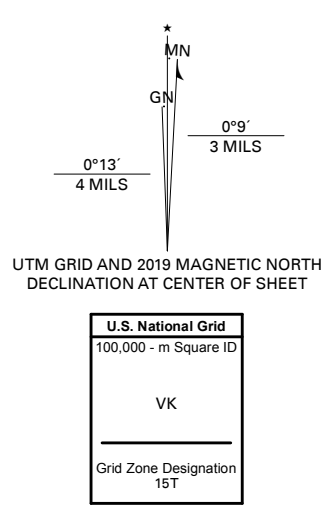 ★
MN
GN
0°9´
3 MILS
0°13´
4 MILS
UTM GRID AND 2019 MAGNETIC NORTH
DECLINATION AT CENTER OF SHEET
U.S. National Grid
100,000 - m Square ID
VK
Grid Zone Designation
15T